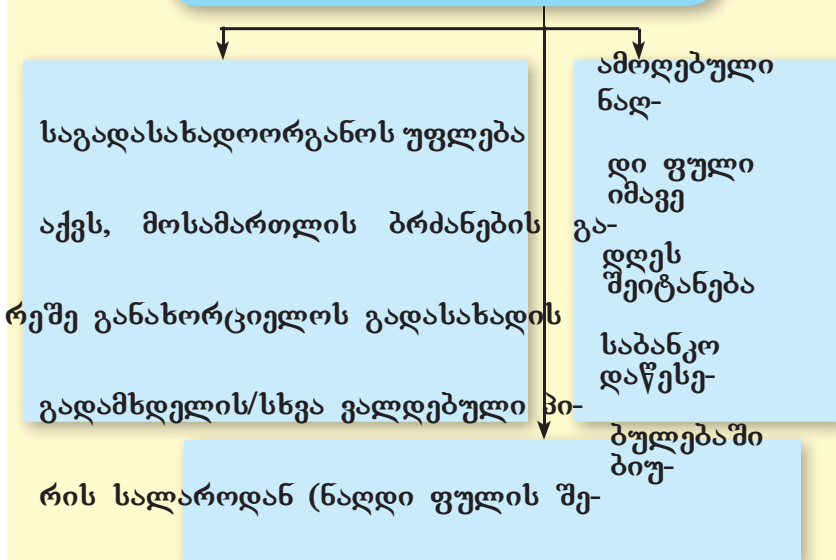 საგადასახადოორგანოს უფლება
აქვს, მოსამართლის ბრძანების გა-
რეშე განახორციელოს გადასახადის
გადამხდელის/სხვა ვალდებული პი-
რის სალაროდან (ნაღდი ფულის შე-
ამოღებული
ნაღ-
დი ფული
იმავე
დღეს
შეიტანება
საბანკო
დაწესე-
ბულებაში
ბიუ-